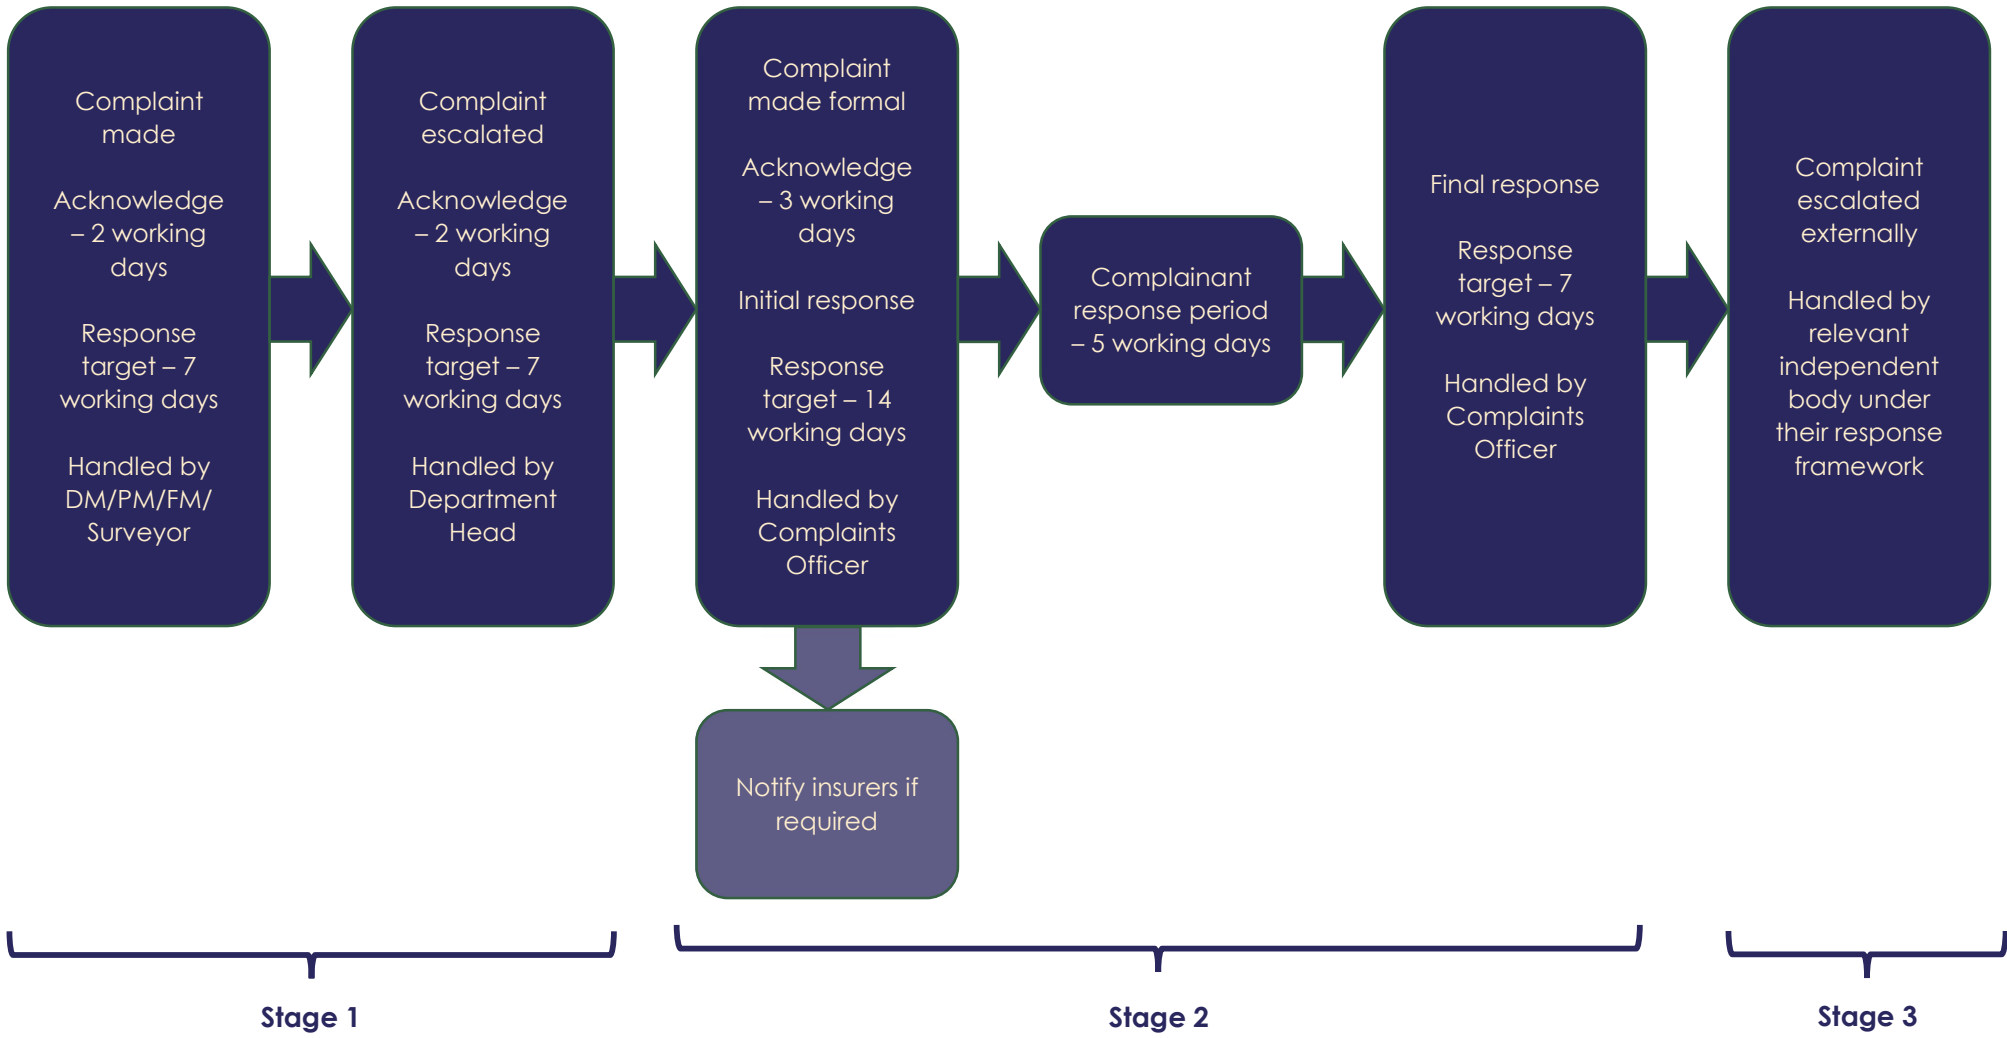 Complaint
made
Acknowledge
– 2 working
days
Response
target – 7
working days
Handled by
DM/PM/FM/
Surveyor
Complaint
escalated
Acknowledge
– 2 working
days
Response
target – 7
working days
Handled by
Department
Head
Complaint
made formal
Acknowledge
– 3 working
days
Initial response
Response
target – 14
working days
Handled by
Complaints
Officer
Notify insurers if
required
Complainant
response period
– 5 working days
Final response
Response
target – 7
working days
Handled by
Complaints
Officer
Complaint
escalated
externally
Handled by
relevant
independent
body under
their response
framework
Stage 1
Stage 2
Stage 3